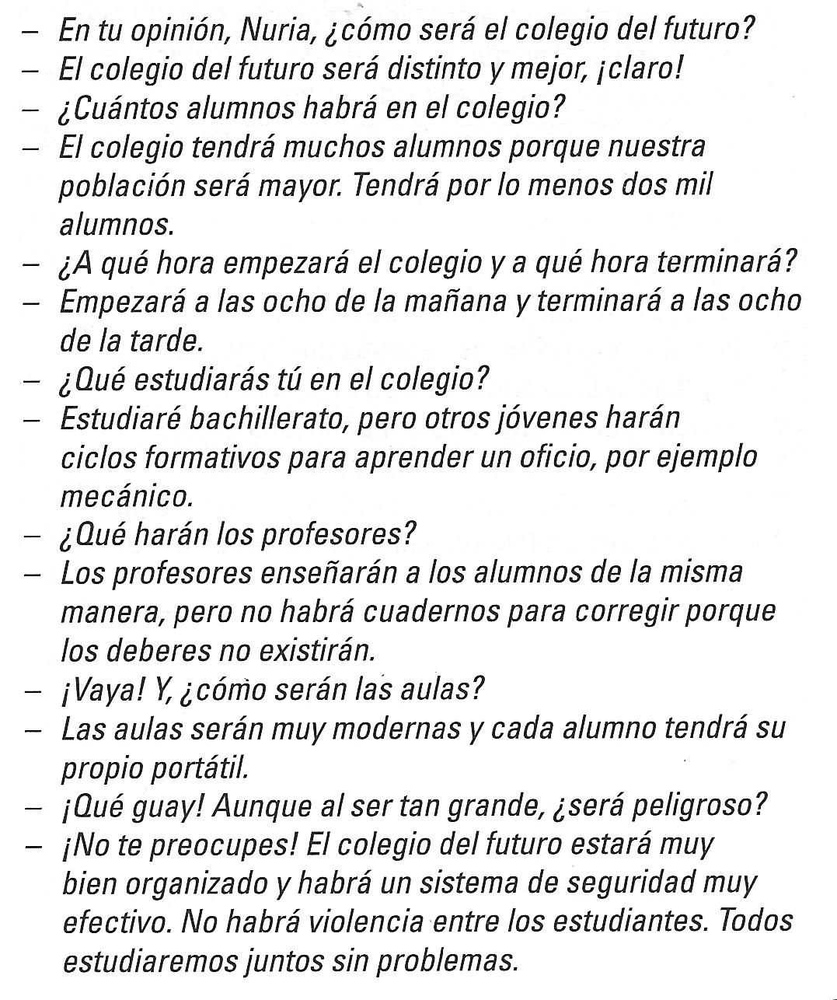 – En tu opinión, Nuria, ¿cómo será el colegio del futuro?
– El colegio del futuro será distinto y mejor, ¡claro!
– ¿Cuántos alumnos habrá en el colegio?
– El colegio tendrá muchos alumnos porque nuestra
población será mayor. Tendrá por lo menos dos mil
alumnos.
– ¿A qué hora empezará el colegio y a qué hora terminará?
– Empezará a las ocho de la mañana y terminará a las ocho
de la tarde.
– ¿Qué estudiarás tú en el colegio?
– Estudiaré bachillerato, pero otros jóvenes harán
ciclos formativos para aprender un oficio, por ejemplo
mecánico.
– ¿Qué harán los profesores?
– Los profesores enseñarán a los alumnos de la misma
manera, pero no habrá cuadernos para corregir porque
los deberes no existirán.
– ¡Vaya! Y, ¿cómo serán las aulas?
– Las aulas serán muy modernas y cada alumno tendrá su
propio portátil.
– ¡Qué guay! Aunque al ser tan grande, ¿será peligroso?
– ¡No te preocupes! El colegio del futuro estará muy
bien organizado y habrá un sistema de seguridad muy
efectivo. No habrá violencia entre los estudiantes. Todos
estudiaremos juntos sin problemas.